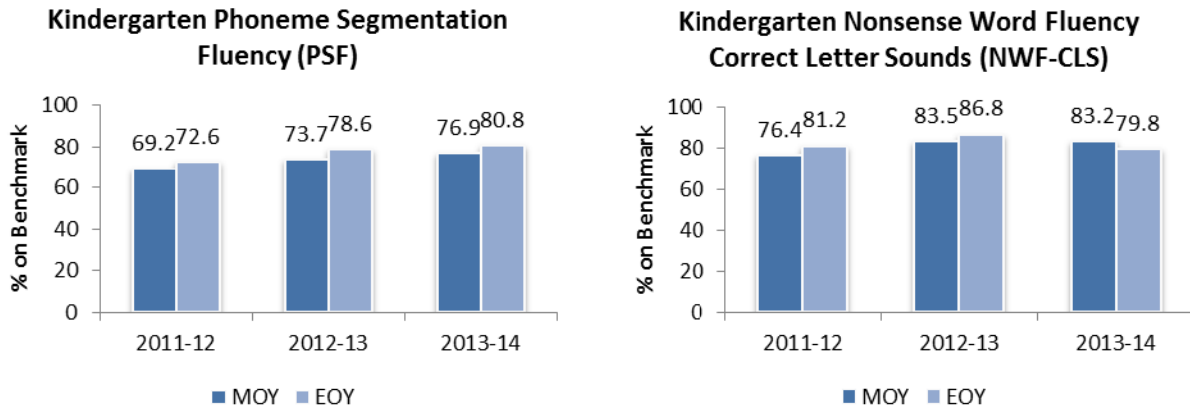 Kindergarten Phoneme Segmentation
Fluency (PSF)
% on Benchmark
100
80
60
40
20
0
69.2 72.6
73.7 78.6
76.9 80.8
2011-12 2012-13 2013-14
MOY EOY
Kindergarten Nonsense Word Fluency
Correct Letter Sounds (NWF-CLS)
% on Benchmark
100
80
60
40
20
0
76.4 81.2
83.5 86.8
83.2 79.8
2011-12 2012-13 2013-14
MOY EOY